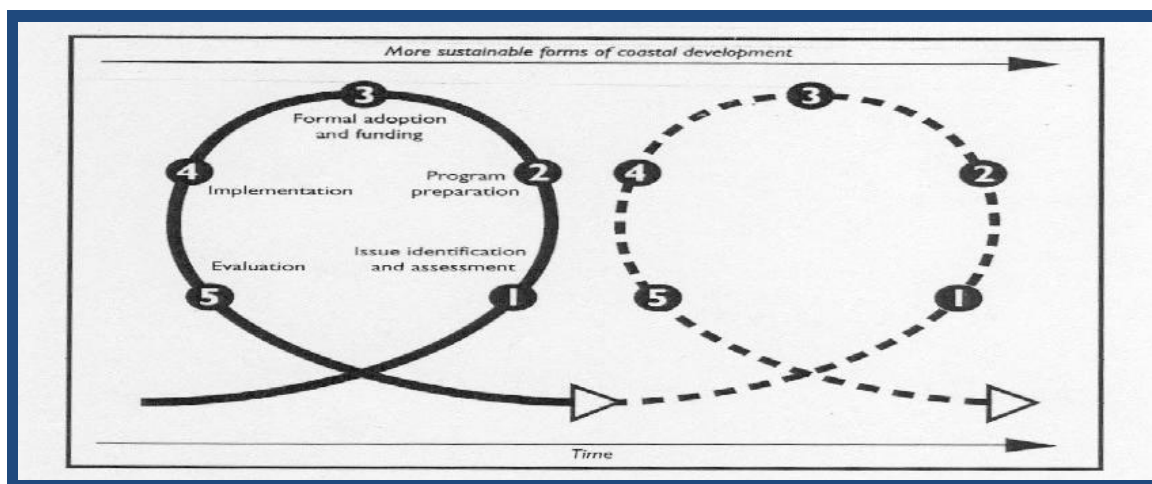 More sustainable forms of coastal development
3
Formal adoption
and funding
4
Implementation
2
Program
preparation
Issue identification
and assessment
Evaluation
5
1
3
4
2
5
1
Time